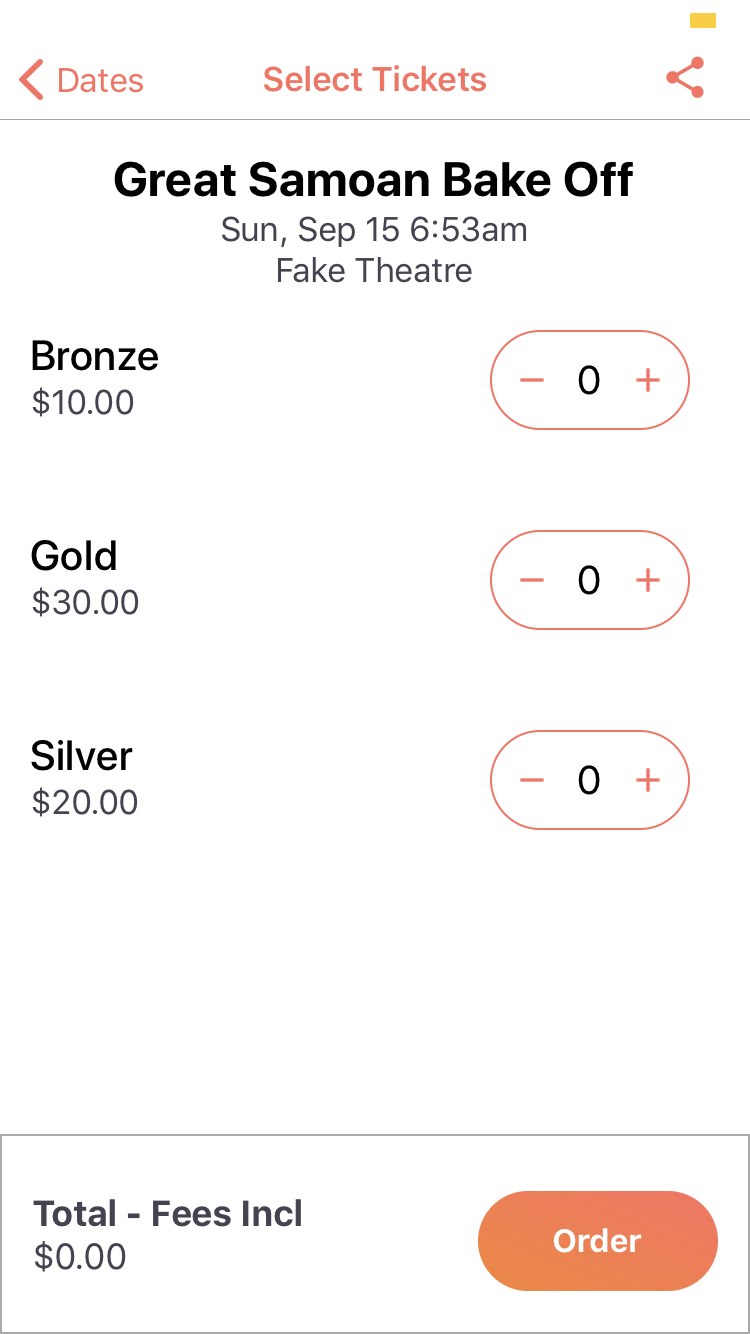 Dates
Select Tickets
Great Samoan Bake Off
Sun, Sep 15 6:53am
Fake Theatre
Bronze
$10.00
− 0 +
Gold
$30.00
− 0 +
Silver
$20.00
− 0 +
Total - Fees Incl
$0.00
Order